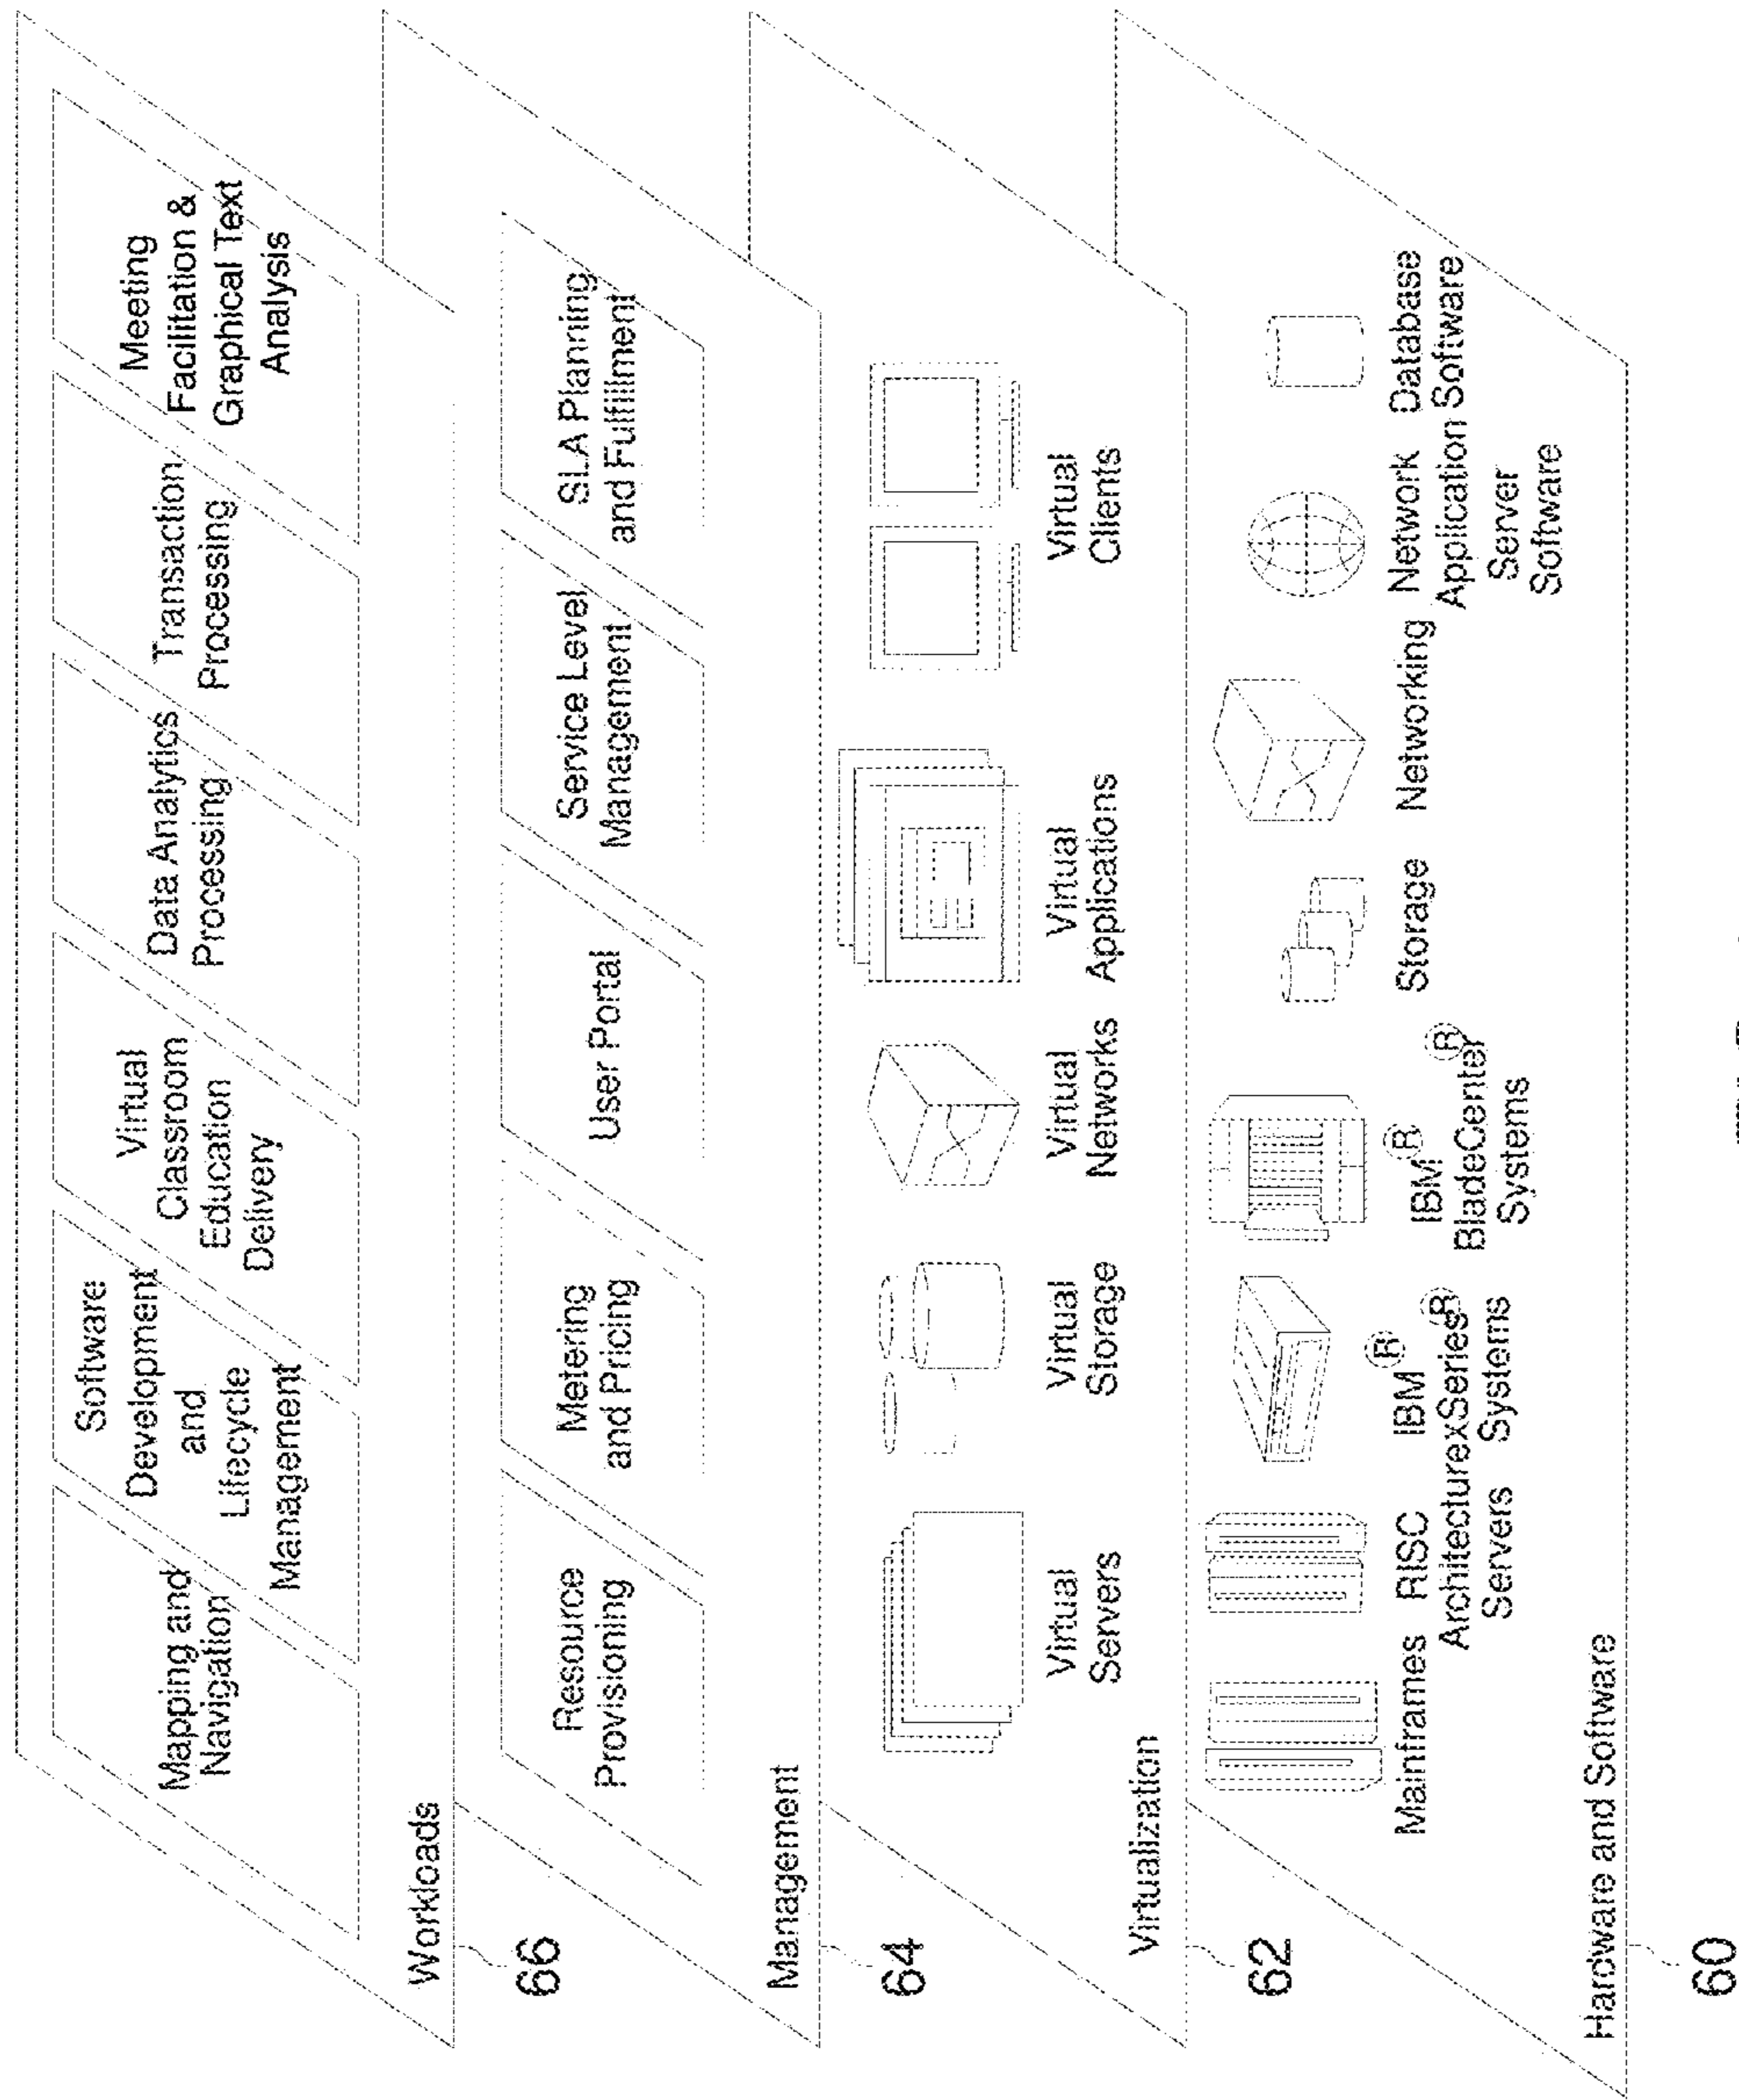 Mapping and
Navigation
Software
Development
and
Lifecycle
Management
Virtual
Classroom
Education
Delivery
Data Analytics
Processing
Transaction
Processing
Meeting
Facilitation &
Graphical Text
Analysis
Workloads
66
Resource
Provisioning
Metering
and Pricing
User Portal
Service Level
Management
SLA Planning
and Fulfillment
Management
64
Virtual
Servers
Virtual
Storage
Virtual
Networks
Virtual
Applications
Virtual
Clients
Virtualization
62
Mainframes
RISC
Architecture
Servers
IBM®
xSeries®
Systems
IBM®
BladeCenter®
Systems
Storage
Networking
Network
Application
Server
Software
Database
Software
Hardware and Software
60